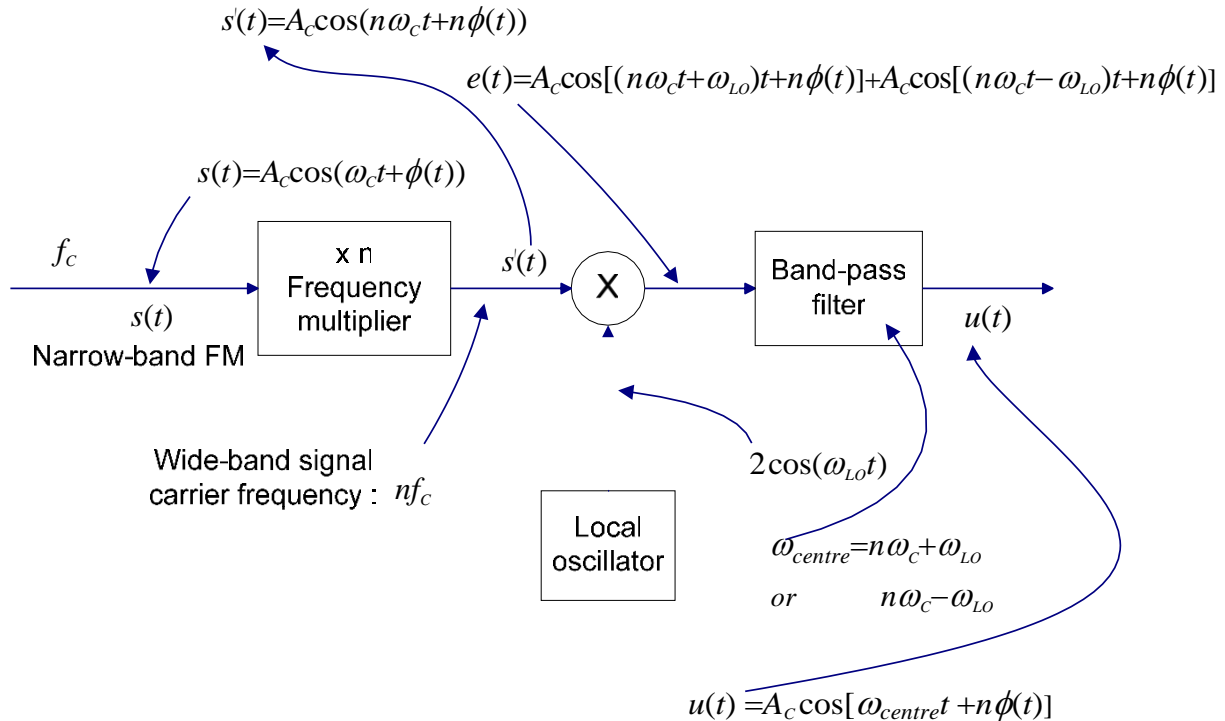 s'(t)=A_C cos(nω_C t+nϕ(t))
e(t)=A_C cos[(nω_C t+ω_LO)t+nϕ(t)]+A_C cos[(nω_C t−ω_LO)t+nϕ(t)]
s(t)=A_C cos(ω_C t+ϕ(t))
f_C
s(t)
Narrow-band FM
x n
Frequency
multiplier
s'(t)
X
Band-pass
filter
u(t)
Wide-band signal
carrier frequency : nf_C
2cos(ω_LO t)
Local
oscillator
ω_centre=nω_C+ω_LO
or nω_C−ω_LO
u(t) =A_C cos[ω_centre t +nϕ(t)]